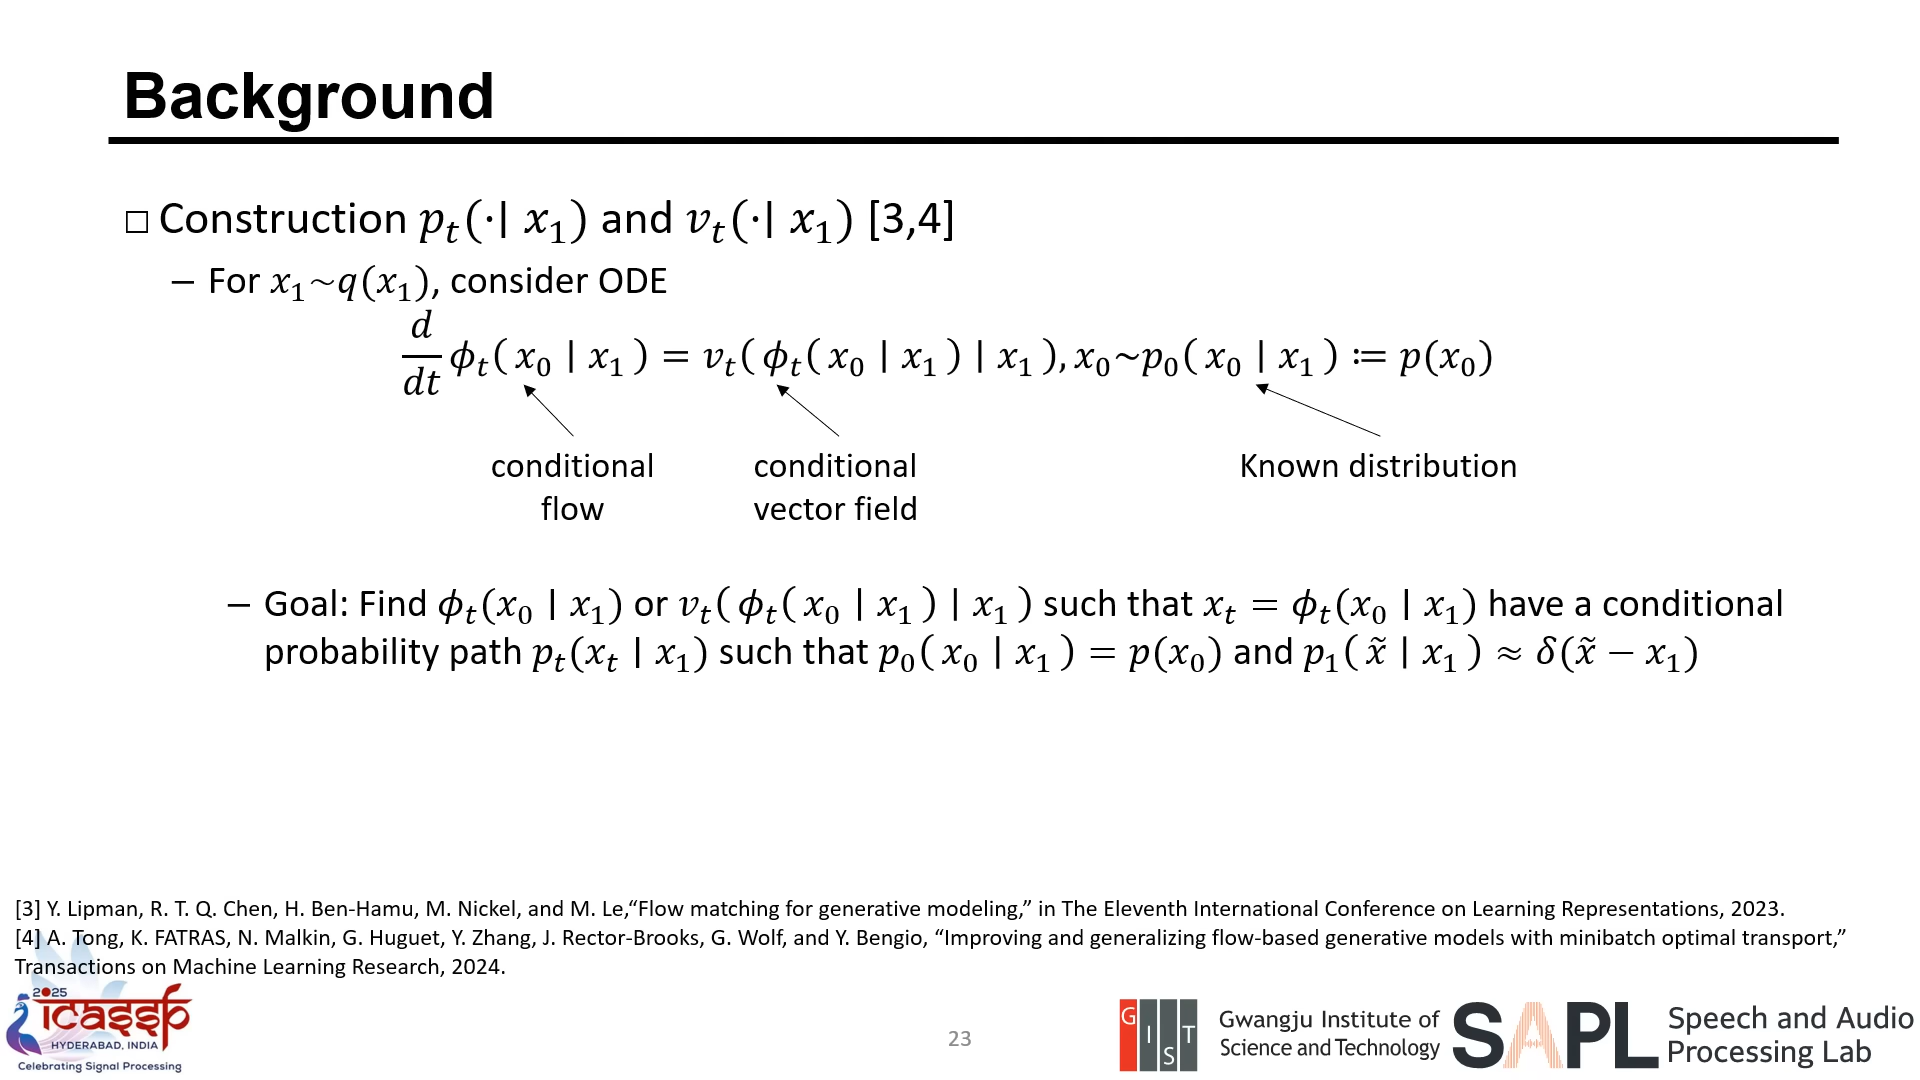 Background
□ Construction 𝑝𝑡(·| 𝑥1) and 𝑣𝑡(·| 𝑥1) [3,4]
– For 𝑥1~𝑞(𝑥1), consider ODE
𝑑/𝑑𝑡 𝜙𝑡( 𝑥0 | 𝑥1 ) = 𝑣𝑡( 𝜙𝑡( 𝑥0 | 𝑥1 ) | 𝑥1 ), 𝑥0~𝑝0( 𝑥0 | 𝑥1 ) ≔ 𝑝(𝑥0)
conditional flow
conditional vector field
Known distribution
– Goal: Find 𝜙𝑡(𝑥0 | 𝑥1) or 𝑣𝑡( 𝜙𝑡( 𝑥0 | 𝑥1 ) | 𝑥1 ) such that 𝑥𝑡 = 𝜙𝑡(𝑥0 | 𝑥1) have a conditional
probability path 𝑝𝑡(𝑥𝑡 | 𝑥1) such that 𝑝0( 𝑥0 | 𝑥1 ) = 𝑝(𝑥0) and 𝑝1( 𝑥̃ | 𝑥1 ) ≈ 𝛿(𝑥̃ − 𝑥1)
[3] Y. Lipman, R. T. Q. Chen, H. Ben-Hamu, M. Nickel, and M. Le,“Flow matching for generative modeling,” in The Eleventh International Conference on Learning Representations, 2023.
[4] A. Tong, K. FATRAS, N. Malkin, G. Huguet, Y. Zhang, J. Rector-Brooks, G. Wolf, and Y. Bengio, “Improving and generalizing flow-based generative models with minibatch optimal transport,”
Transactions on Machine Learning Research, 2024.
2025
icassp
HYDERABAD, INDIA
Celebrating Signal Processing
23
GIST
Gwangju Institute of
Science and Technology
SAPL
Speech and Audio
Processing Lab